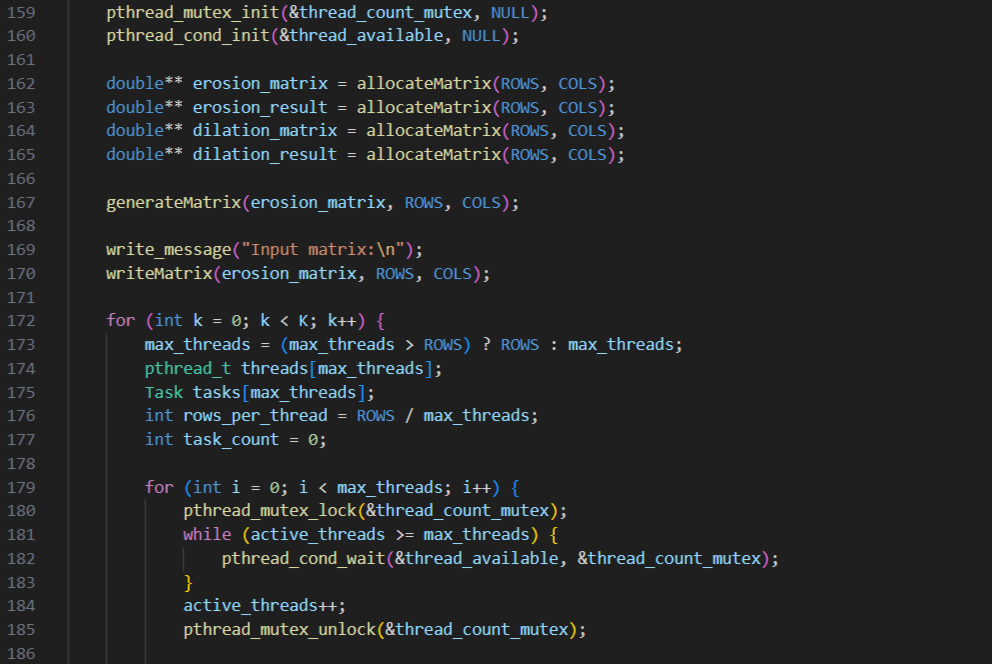 159 pthread_mutex_init(&thread_count_mutex, NULL);
160 pthread_cond_init(&thread_available, NULL);
161
162 double** erosion_matrix = allocateMatrix(ROWS, COLS);
163 double** erosion_result = allocateMatrix(ROWS, COLS);
164 double** dilation_matrix = allocateMatrix(ROWS, COLS);
165 double** dilation_result = allocateMatrix(ROWS, COLS);
166
167 generateMatrix(erosion_matrix, ROWS, COLS);
168
169 write_message("Input matrix:\n");
170 writeMatrix(erosion_matrix, ROWS, COLS);
171
172 for (int k = 0; k < K; k++) {
173 max_threads = (max_threads > ROWS) ? ROWS : max_threads;
174 pthread_t threads[max_threads];
175 Task tasks[max_threads];
176 int rows_per_thread = ROWS / max_threads;
177 int task_count = 0;
178
179 for (int i = 0; i < max_threads; i++) {
180 pthread_mutex_lock(&thread_count_mutex);
181 while (active_threads >= max_threads) {
182 pthread_cond_wait(&thread_available, &thread_count_mutex);
183 }
184 active_threads++;
185 pthread_mutex_unlock(&thread_count_mutex);
186